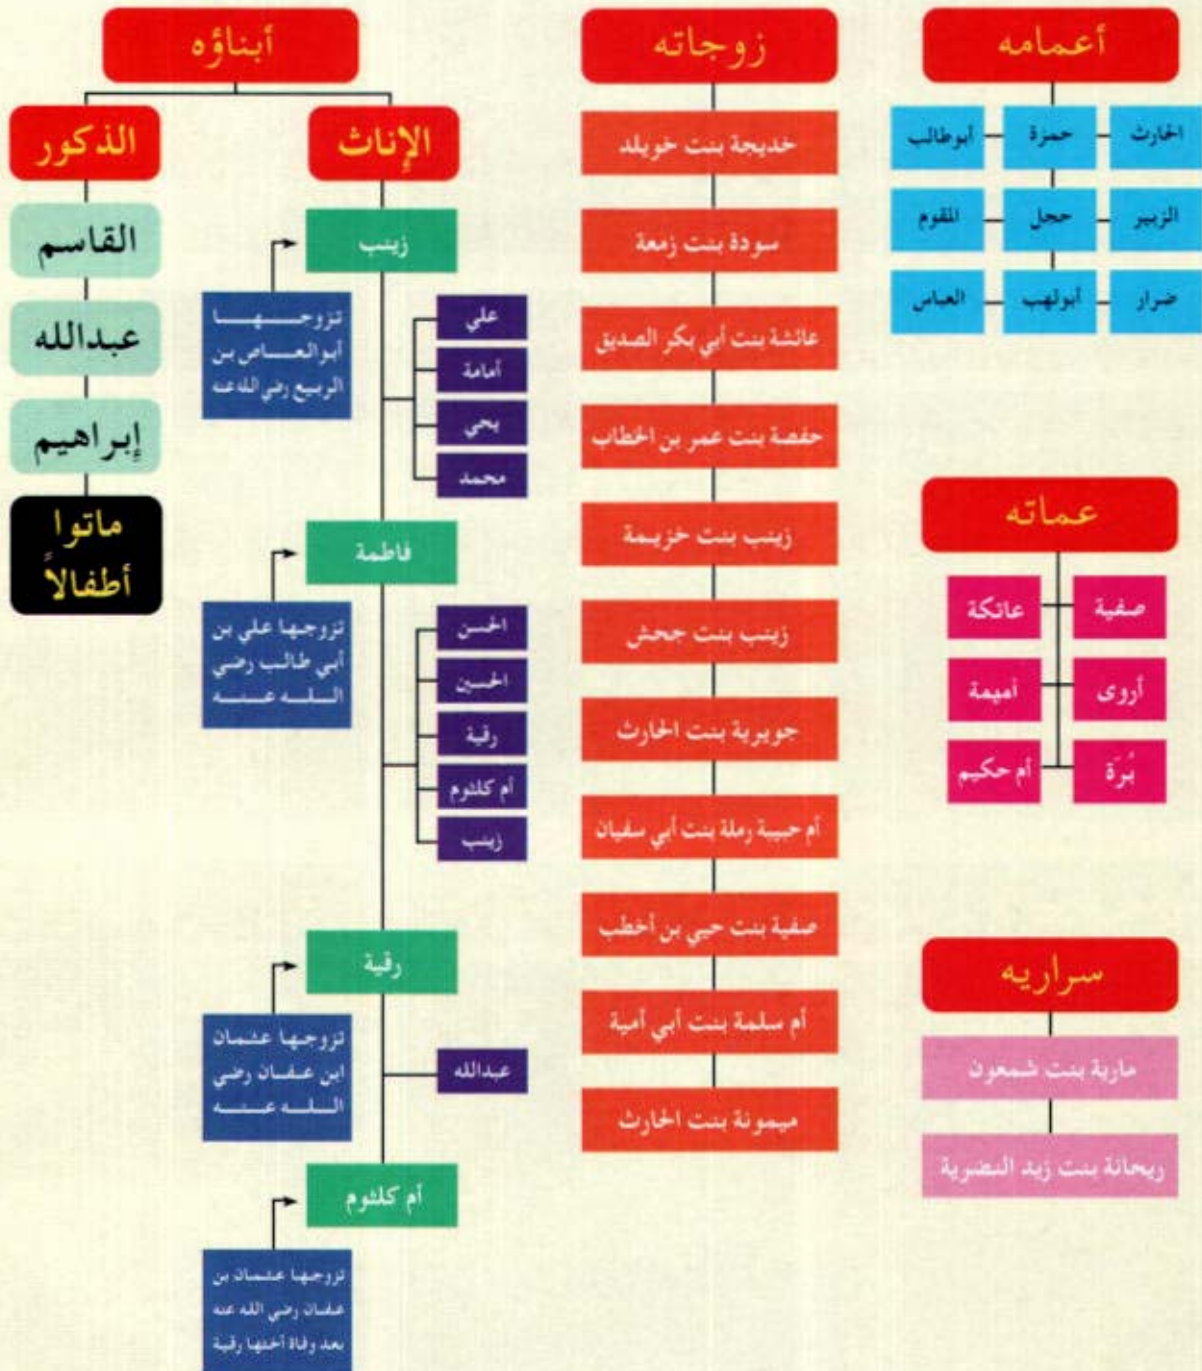 أعمامه
الحارث
حمزة
أبوطالب
الزبير
حجل
المقوم
ضرار
أبولهب
العباس
عماته
صفية
عاتكة
أروى
أميمة
بُرَّة
أم حكيم
سراريه
مارية بنت شمعون
ريحانة بنت زيد النضرية
زوجاته
خديجة بنت خويلد
سودة بنت زمعة
عائشة بنت أبي بكر الصديق
حفصة بنت عمر بن الخطاب
زينب بنت خزيمة
زينب بنت جحش
جويرية بنت الحارث
أم حبيبة رملة بنت أبي سفيان
صفية بنت حيي بن أخطب
أم سلمة بنت أبي أمية
ميمونة بنت الحارث
أبناؤه
الإناث
زينب
تزوجها
أبو العاص بن
الربيع رضي الله عنه
علي
أمامة
يحي
محمد
فاطمة
تزوجها علي بن
أبي طالب رضي
الله عنه
الحسن
الحسين
رقية
أم كلثوم
زينب
رقية
تزوجها عثمان
ابن عفان رضي
الله عنه
عبدالله
أم كلثوم
تزوجها عثمان بن
عفان رضي الله عنه
بعد وفاة أختها رقية
الذكور
القاسم
عبدالله
إبراهيم
ماتوا
أطفالاً